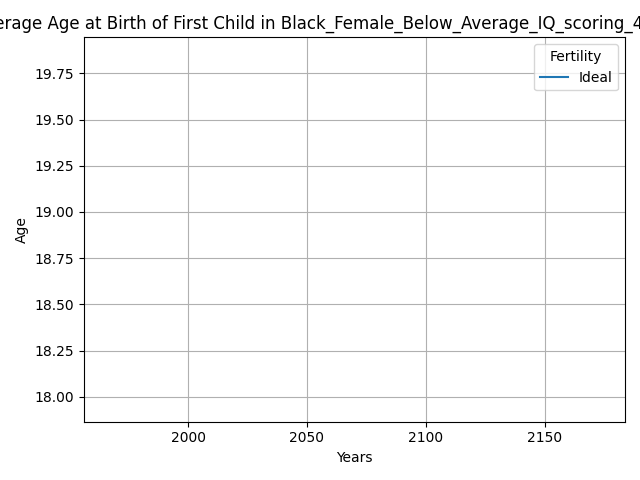 erage Age at Birth of First Child in Black_Female_Below_Average_IQ_scoring_4
Fertility
Ideal
19.75
19.50
19.25
19.00
18.75
18.50
18.25
18.00
Age
2000 2050 2100 2150
Years